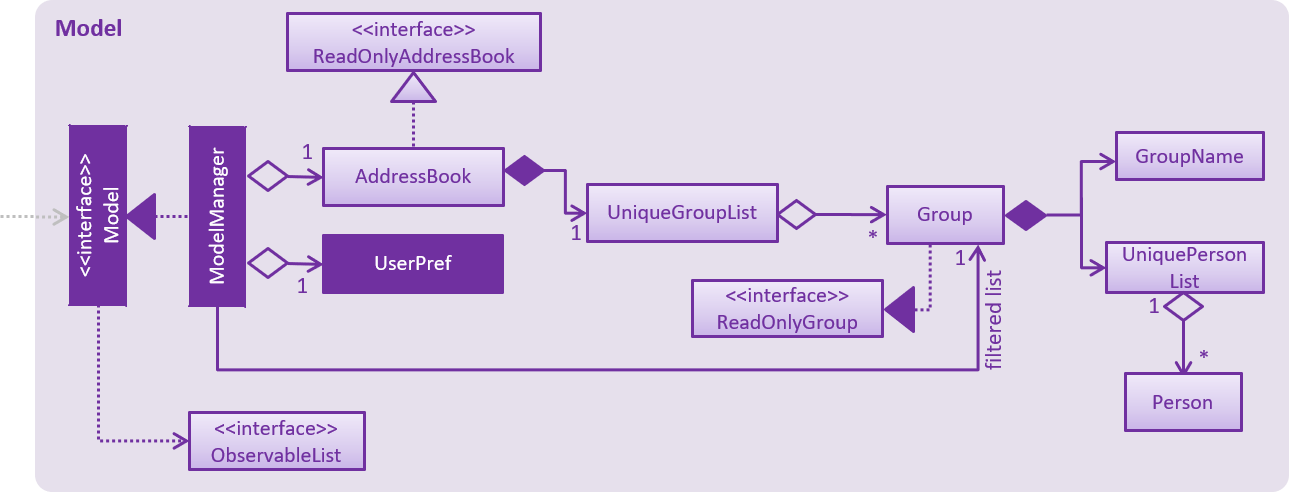 Model
<<interface>>
ReadOnlyAddressBook
<<interface>>
Model
ModelManager
1
AddressBook
1
UserPref
UniqueGroupList
1
*
Group
1
filtered list
<<interface>>
ReadOnlyGroup
GroupName
UniquePerson
List
1
*
Person
<<interface>>
ObservableList